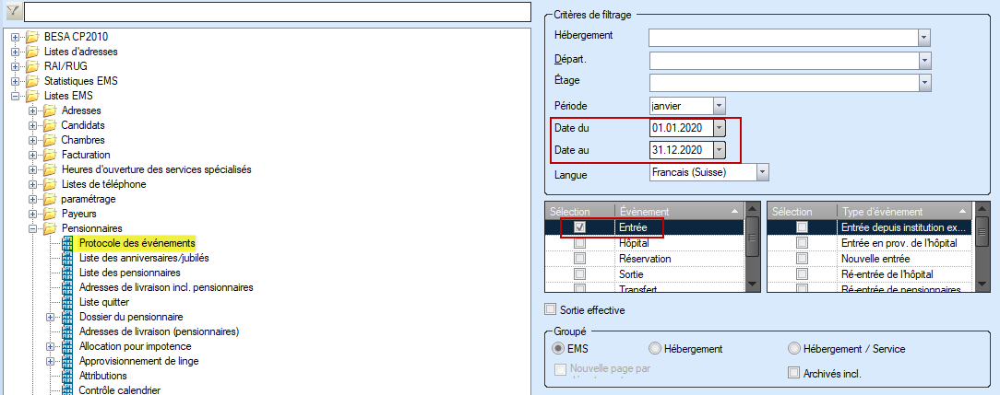 BESA CP2010
Listes d'adresses
RAI/RUG
Statistiques EMS
Listes EMS
Adresses
Candidats
Chambres
Facturation
Heures d'ouverture des services spécialisés
Listes de téléphone
paramétrage
Payeurs
Pensionnaires
Protocole des événements
Liste des anniversaires/jubilés
Liste des pensionnaires
Adresses de livraison incl. pensionnaires
Liste quitter
Dossier du pensionnaire
Adresses de livraison (pensionnaires)
Allocation pour impotence
Approvisionnement de linge
Attributions
Contrôle calendrier
Critères de filtrage
Hébergement
Départ.
Étage
Période janvier
Date du 01.01.2020
Date au 31.12.2020
Langue Francais (Suisse)
Sélection Évènement
Entrée
Hôpital
Réservation
Sortie
Transfert
Sélection Type d'évènement
Entrée depuis institution ex...
Entrée en prov. de l'hôpital
Nouvelle entrée
Ré-entrée de l'hôpital
Ré-entrée de pensionnaires
Sortie effective
Groupé
EMS Hébergement Hébergement / Service
Nouvelle page par
Archivés incl.